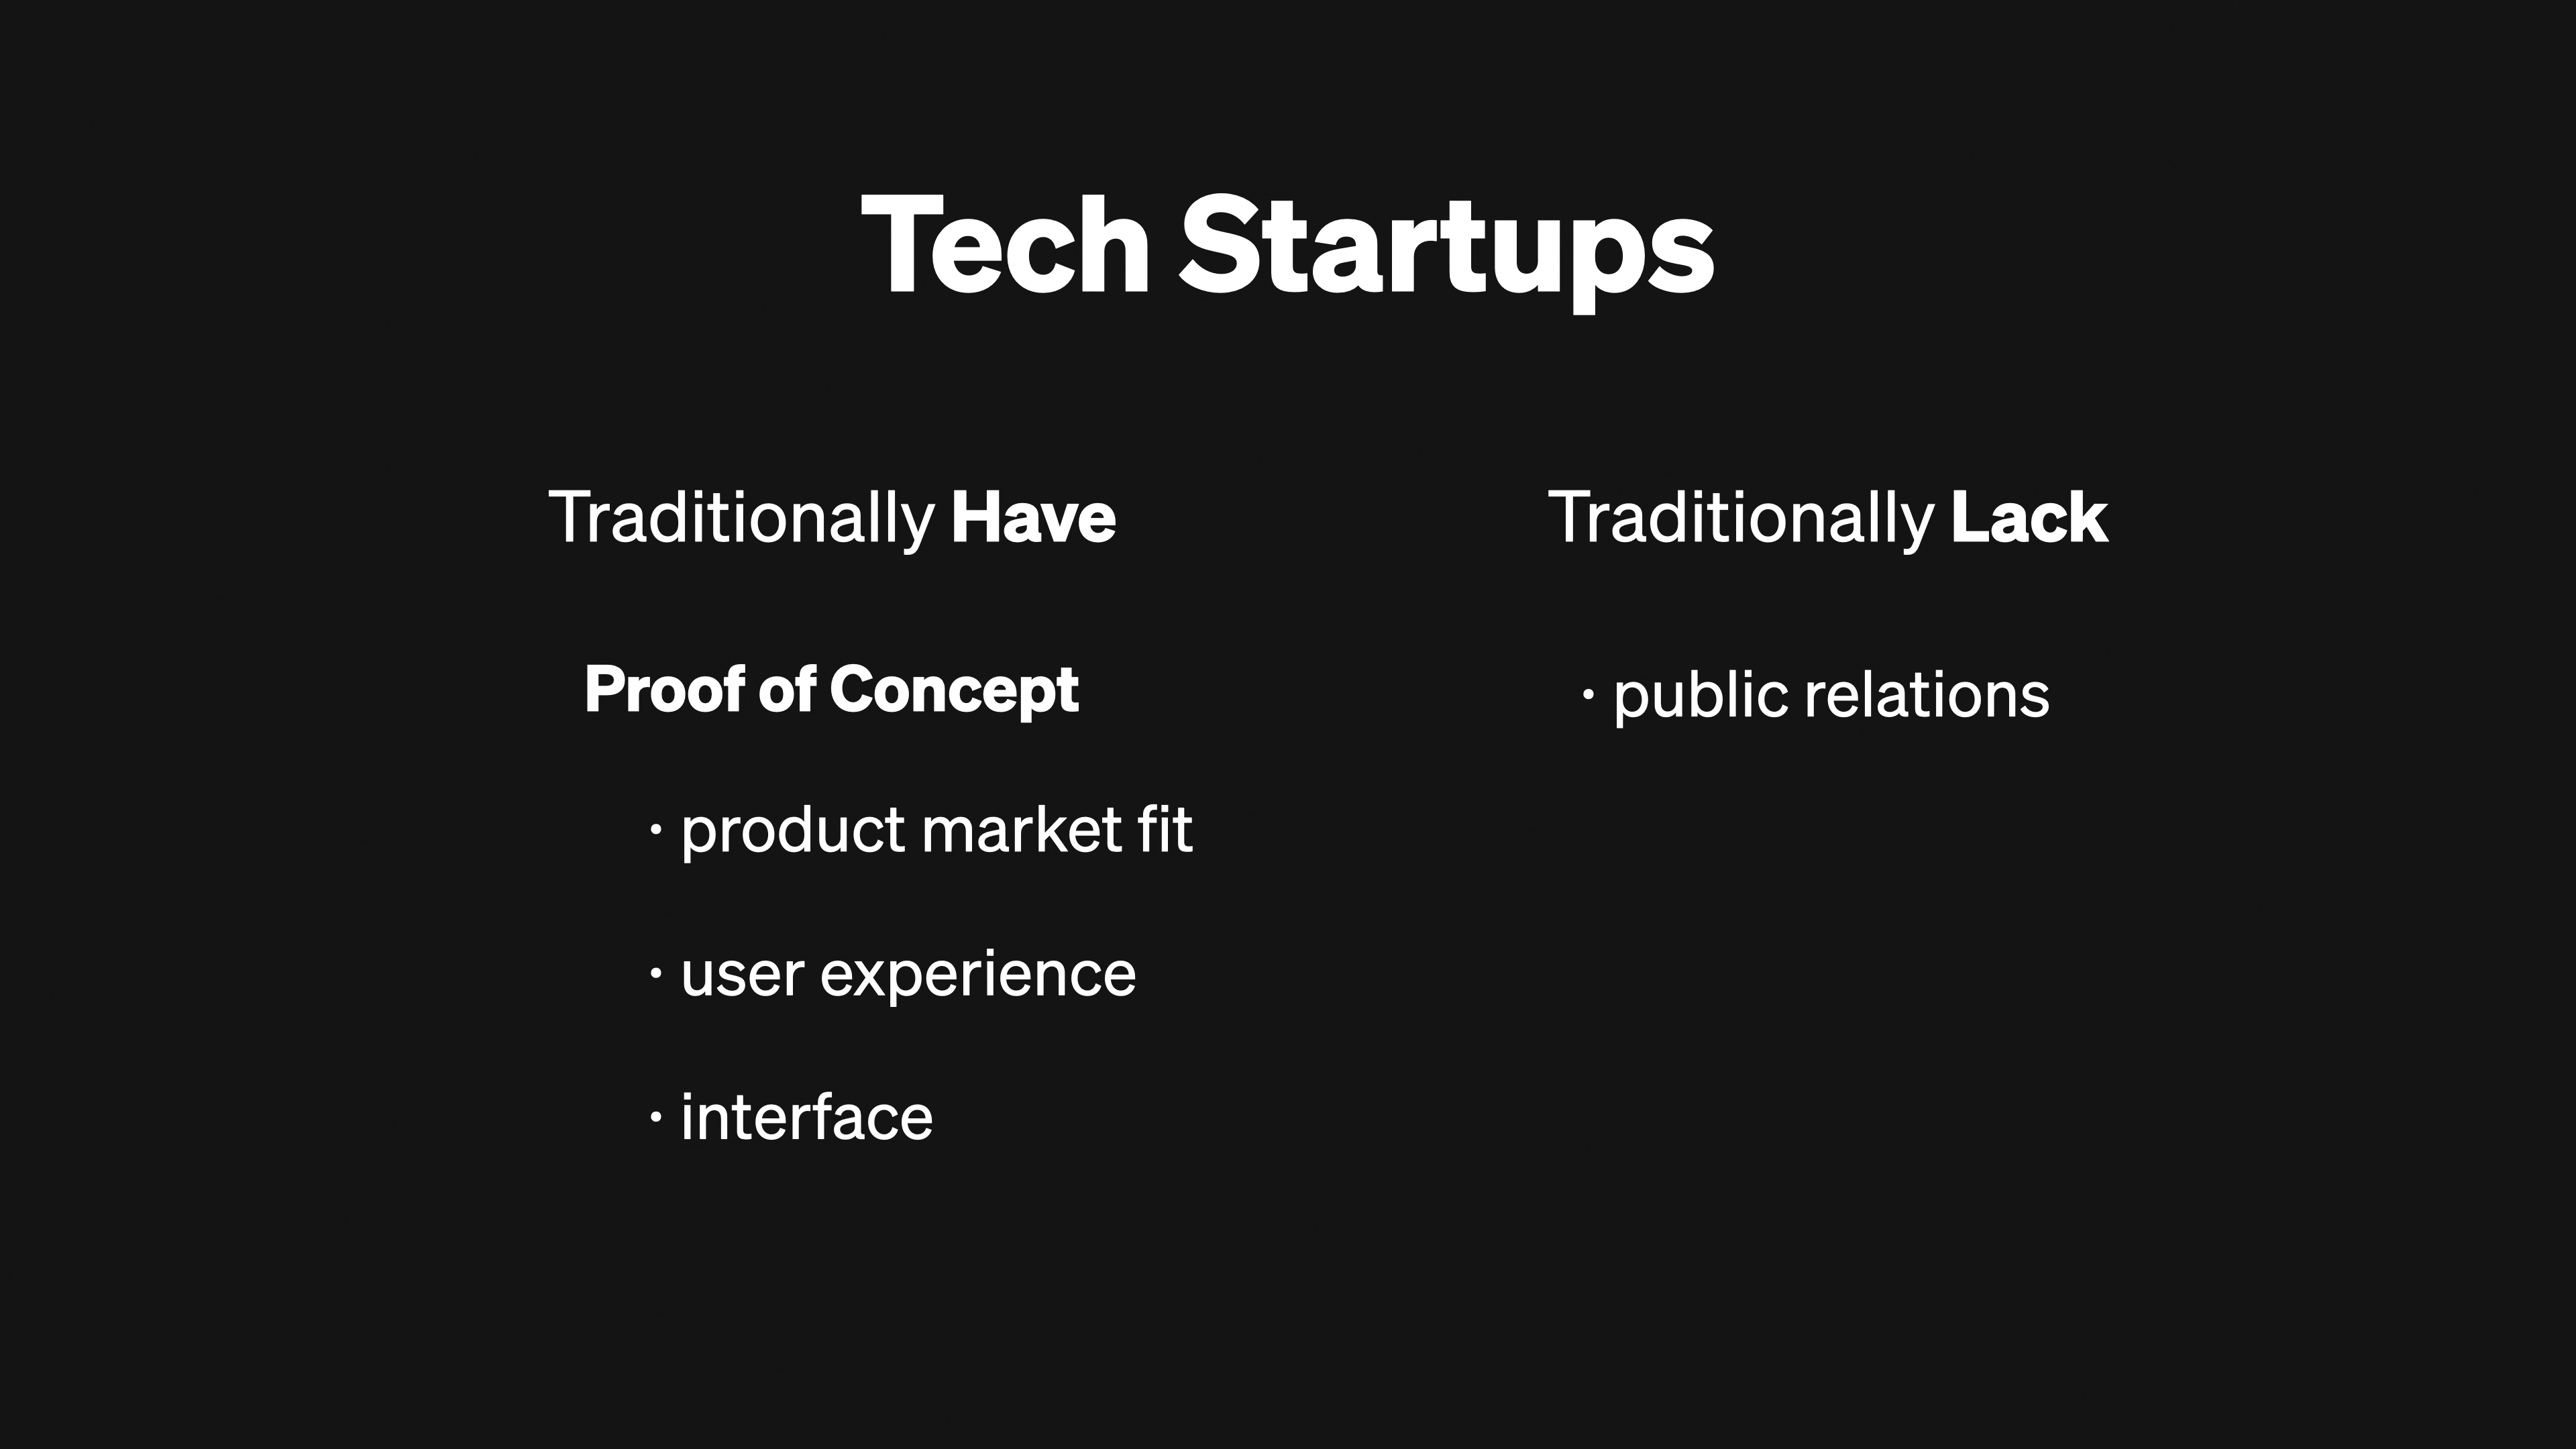 Tech Startups
Traditionally Have
Proof of Concept
• product market fit
• user experience
• interface
Traditionally Lack
• public relations